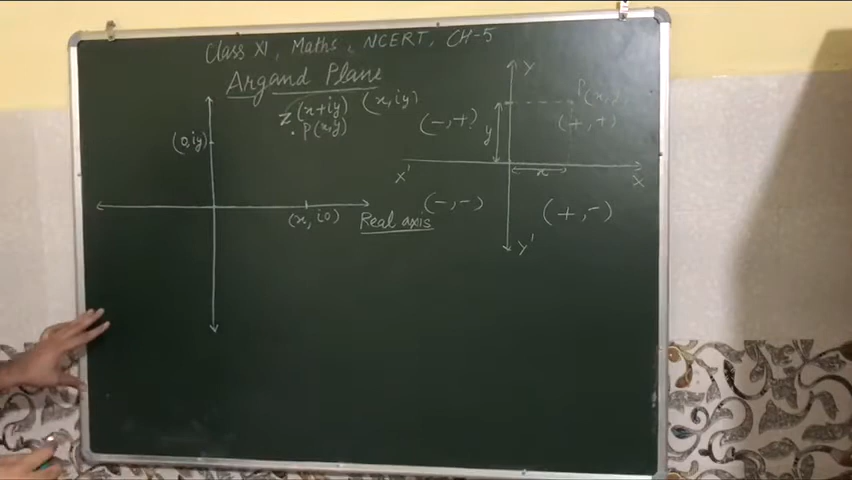 Class XI, Maths, NCERT, CH-5
Argand Plane
z(x+iy) (x, iy)
P(x,y)
(0, iy)
(x, i0)
Real axis
Y
P(x,
(-,+)
(+,+)
y
x
X'
X
(-,-)
(+,-)
Y'